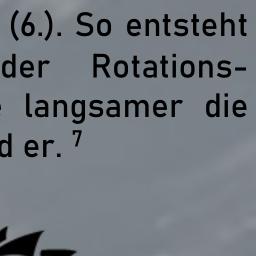 (6.). So entsteht
der Rotations-
langsamer die
d er. ⁷